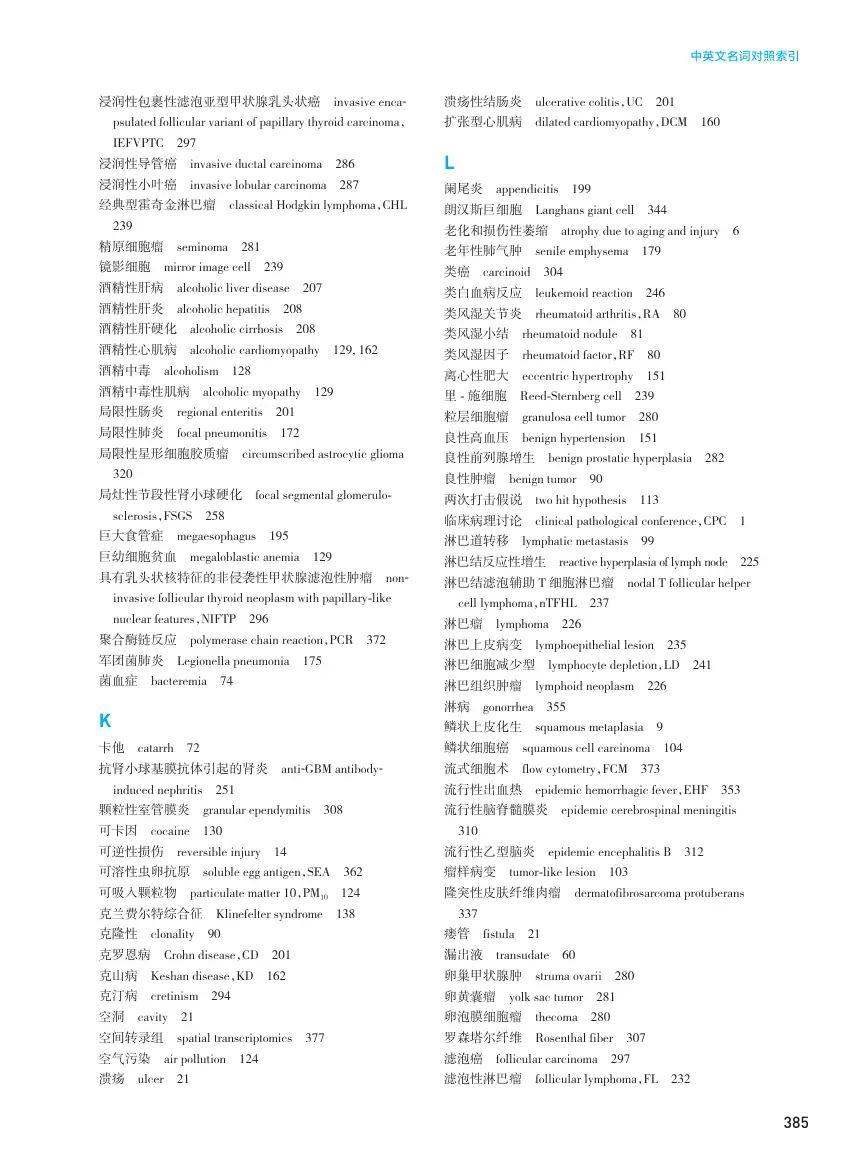 中英文名词对照索引
浸润性包裹性滤泡亚型甲状腺乳头状癌 invasive enca-
psulated follicular variant of papillary thyroid carcinoma,
IEFVPTC 297
浸润性导管癌 invasive ductal carcinoma 286
浸润性小叶癌 invasive lobular carcinoma 287
经典型霍奇金淋巴瘤 classical Hodgkin lymphoma,CHL
239
精原细胞瘤 seminoma 281
镜影细胞 mirror image cell 239
酒精性肝病 alcoholic liver disease 207
酒精性肝炎 alcoholic hepatitis 208
酒精性肝硬化 alcoholic cirrhosis 208
酒精性心肌病 alcoholic cardiomyopathy 129, 162
酒精中毒 alcoholism 128
酒精中毒性肌病 alcoholic myopathy 129
局限性肠炎 regional enteritis 201
局限性肺炎 focal pneumonitis 172
局限性星形细胞胶质瘤 circumscribed astrocytic glioma
320
局灶性节段性肾小球硬化 focal segmental glomerulo-
sclerosis,FSGS 258
巨大食管症 megaesophagus 195
巨幼细胞贫血 megaloblastic anemia 129
具有乳头状核特征的非侵袭性甲状腺滤泡性肿瘤 non-
invasive follicular thyroid neoplasm with papillary-like
nuclear features,NIFTP 296
聚合酶链反应 polymerase chain reaction,PCR 372
军团菌肺炎 Legionella pneumonia 175
菌血症 bacteremia 74
K
卡他 catarrh 72
抗肾小球基膜抗体引起的肾炎 anti-GBM antibody-
induced nephritis 251
颗粒性室管膜炎 granular ependymitis 308
可卡因 cocaine 130
可逆性损伤 reversible injury 14
可溶性虫卵抗原 soluble egg antigen,SEA 362
可吸入颗粒物 particulate matter 10,PM₁₀ 124
克兰费尔特综合征 Klinefelter syndrome 138
克隆性 clonality 90
克罗恩病 Crohn disease,CD 201
克山病 Keshan disease,KD 162
克汀病 cretinism 294
空洞 cavity 21
空间转录组 spatial transcriptomics 377
空气污染 air pollution 124
溃疡 ulcer 21
溃疡性结肠炎 ulcerative colitis,UC 201
扩张型心肌病 dilated cardiomyopathy,DCM 160
L
阑尾炎 appendicitis 199
朗汉斯巨细胞 Langhans giant cell 344
老化和损伤性萎缩 atrophy due to aging and injury 6
老年性肺气肿 senile emphysema 179
类癌 carcinoid 304
类白血病反应 leukemoid reaction 246
类风湿关节炎 rheumatoid arthritis,RA 80
类风湿小结 rheumatoid nodule 81
类风湿因子 rheumatoid factor,RF 80
离心性肥大 eccentric hypertrophy 151
里 - 施细胞 Reed-Sternberg cell 239
粒层细胞瘤 granulosa cell tumor 280
良性高血压 benign hypertension 151
良性前列腺增生 benign prostatic hyperplasia 282
良性肿瘤 benign tumor 90
两次打击假说 two hit hypothesis 113
临床病理讨论 clinical pathological conference,CPC 1
淋巴道转移 lymphatic metastasis 99
淋巴结反应性增生 reactive hyperplasia of lymph node 225
淋巴结滤泡辅助 T 细胞淋巴瘤 nodal T follicular helper
cell lymphoma,nTFHL 237
淋巴瘤 lymphoma 226
淋巴上皮病变 lymphoepithelial lesion 235
淋巴细胞减少型 lymphocyte depletion,LD 241
淋巴组织肿瘤 lymphoid neoplasm 226
淋病 gonorrhea 355
鳞状上皮化生 squamous metaplasia 9
鳞状细胞癌 squamous cell carcinoma 104
流式细胞术 flow cytometry,FCM 373
流行性出血热 epidemic hemorrhagic fever,EHF 353
流行性脑脊髓膜炎 epidemic cerebrospinal meningitis
310
流行性乙型脑炎 epidemic encephalitis B 312
瘤样病变 tumor-like lesion 103
隆突性皮肤纤维肉瘤 dermatofibrosarcoma protuberans
337
瘘管 fistula 21
漏出液 transudate 60
卵巢甲状腺肿 struma ovarii 280
卵黄囊瘤 yolk sac tumor 281
卵泡膜细胞瘤 thecoma 280
罗森塔尔纤维 Rosenthal fiber 307
滤泡癌 follicular carcinoma 297
滤泡性淋巴瘤 follicular lymphoma,FL 232
385